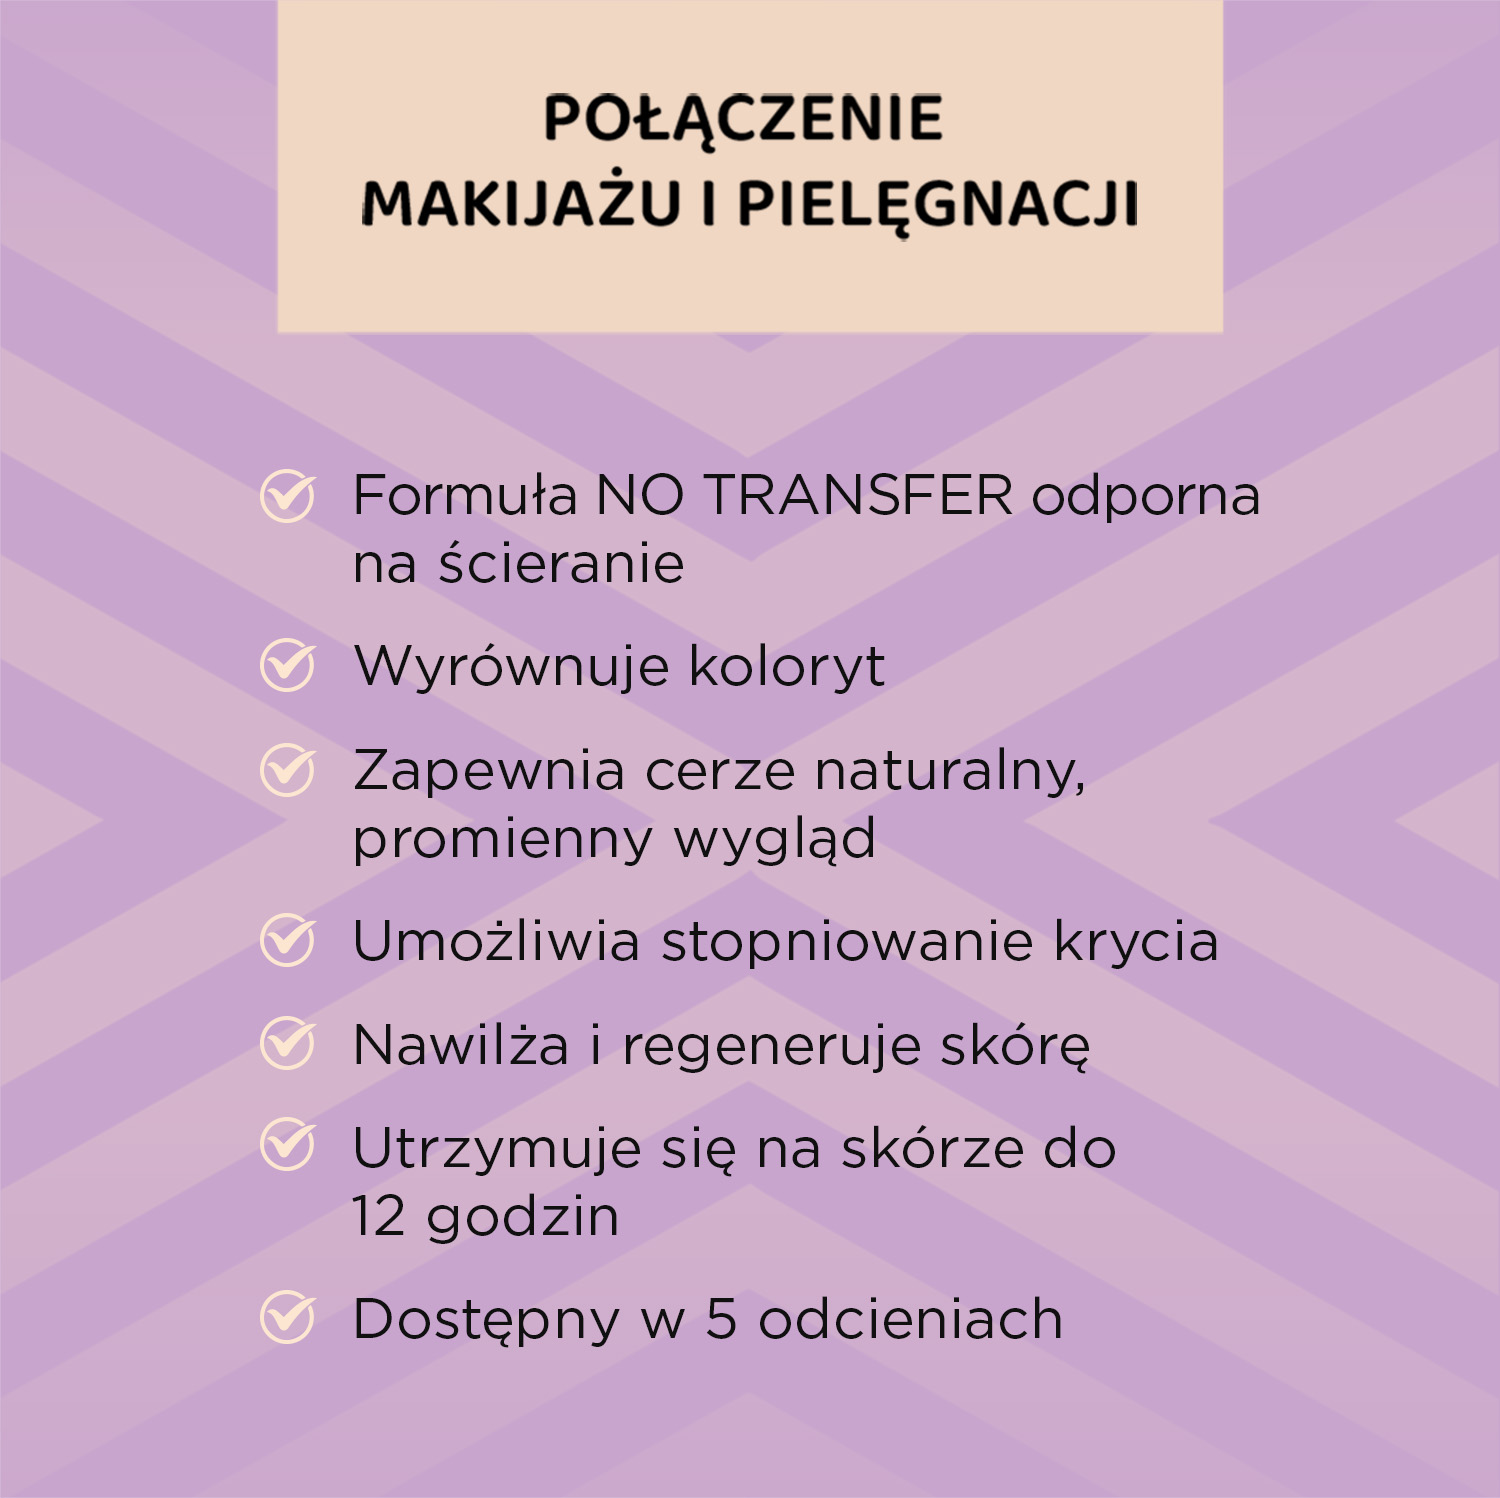 POŁĄCZENIE
MAKIJAŻU I PIELĘGNACJI
Formuła NO TRANSFER odporna
na ścieranie
Wyrównuje koloryt
Zapewnia cerze naturalny,
promienny wygląd
Umożliwia stopniowanie krycia
Nawilża i regeneruje skórę
Utrzymuje się na skórze do
12 godzin
Dostępny w 5 odcieniach